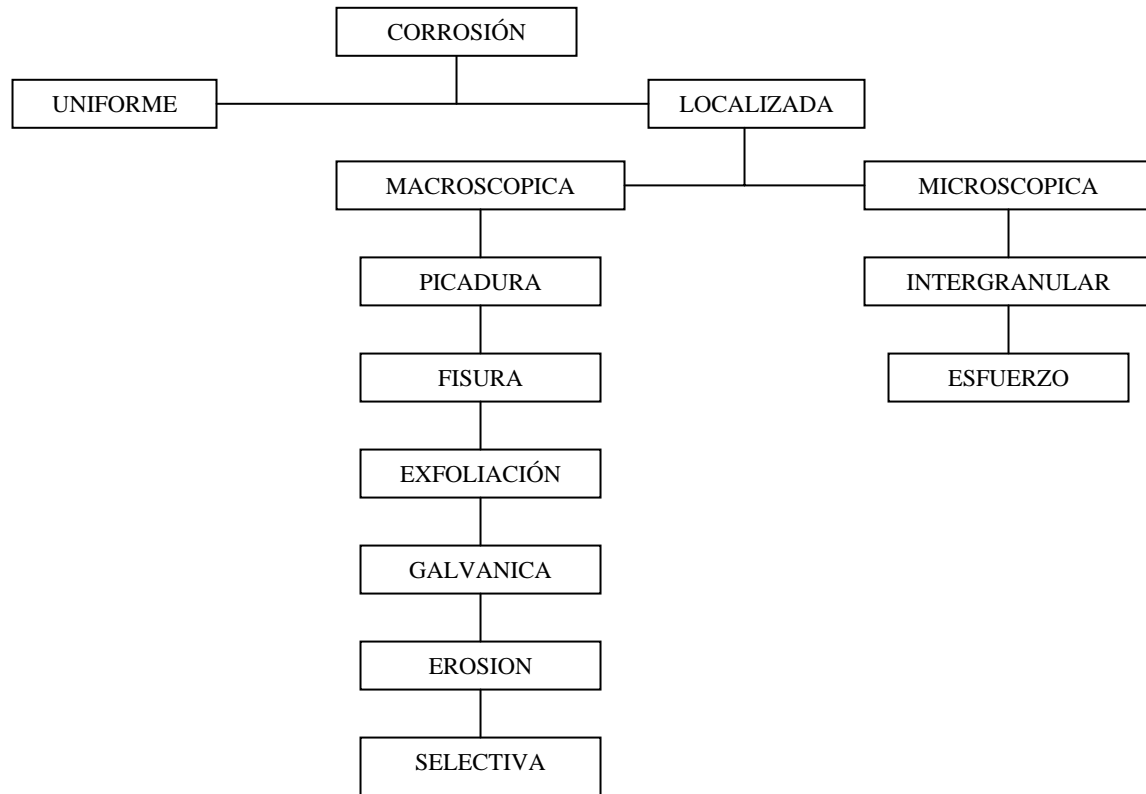 CORROSIÓN
UNIFORME
LOCALIZADA
MACROSCOPICA
MICROSCOPICA
PICADURA
INTERGRANULAR
FISURA
ESFUERZO
EXFOLIACIÓN
GALVANICA
EROSION
SELECTIVA